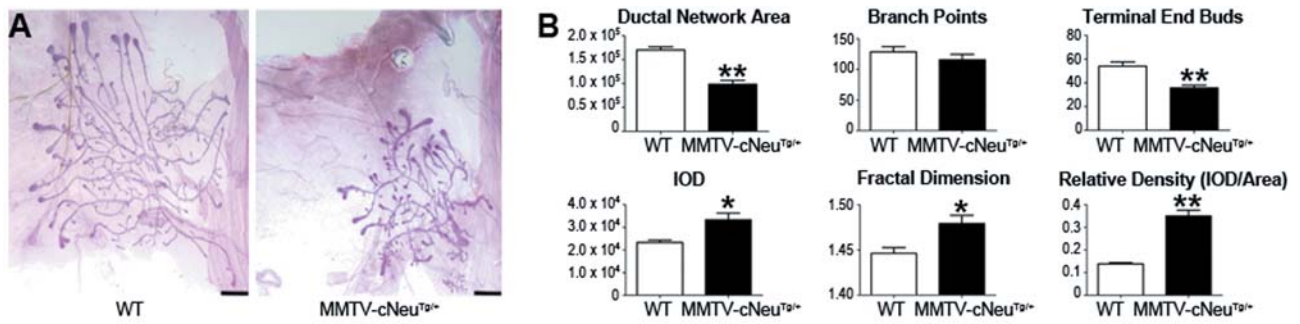 A
WT
MMTV-cNeuTg/+
B
Ductal Network Area
2.0 x 10⁵
1.5 x 10⁵
1.0 x 10⁵
0.5 x 10⁵
0
**
WT MMTV-cNeuTg/+
Branch Points
150
100
50
0
WT MMTV-cNeuTg/+
Terminal End Buds
80
60
40
20
0
**
WT MMTV-cNeuTg/+
IOD
4.0 x 10⁴
3.0 x 10⁴
2.0 x 10⁴
1.0 x 10⁴
0
*
WT MMTV-cNeuTg/+
Fractal Dimension
1.50
1.45
1.40
*
WT MMTV-cNeuTg/+
Relative Density (IOD/Area)
0.4
0.3
0.2
0.1
0
**
WT MMTV-cNeuTg/+